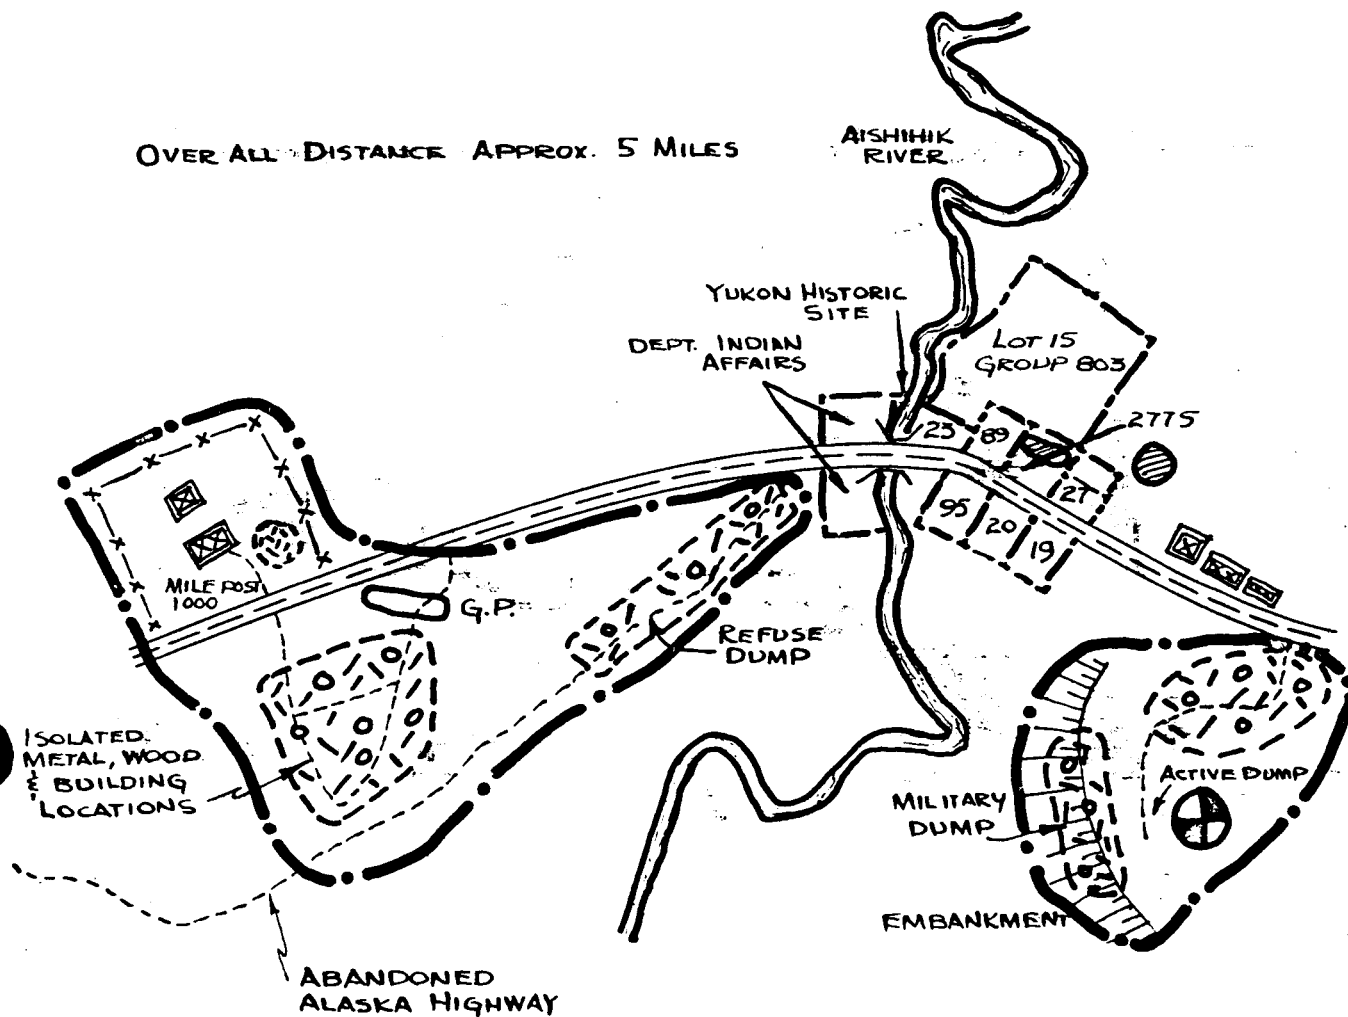 OVER ALL DISTANCE APPROX. 5 MILES
AISHIHIK
RIVER
YUKON HISTORIC
SITE
DEPT. INDIAN
AFFAIRS
LOT 15
GROUP 803
2775
23
89
27
95
20
19
MILE POST
1000
G.P.
REFUSE
DUMP
ISOLATED
METAL, WOOD
& BUILDING
LOCATIONS
ACTIVE DUMP
MILITARY
DUMP
EMBANKMENT
ABANDONED
ALASKA HIGHWAY